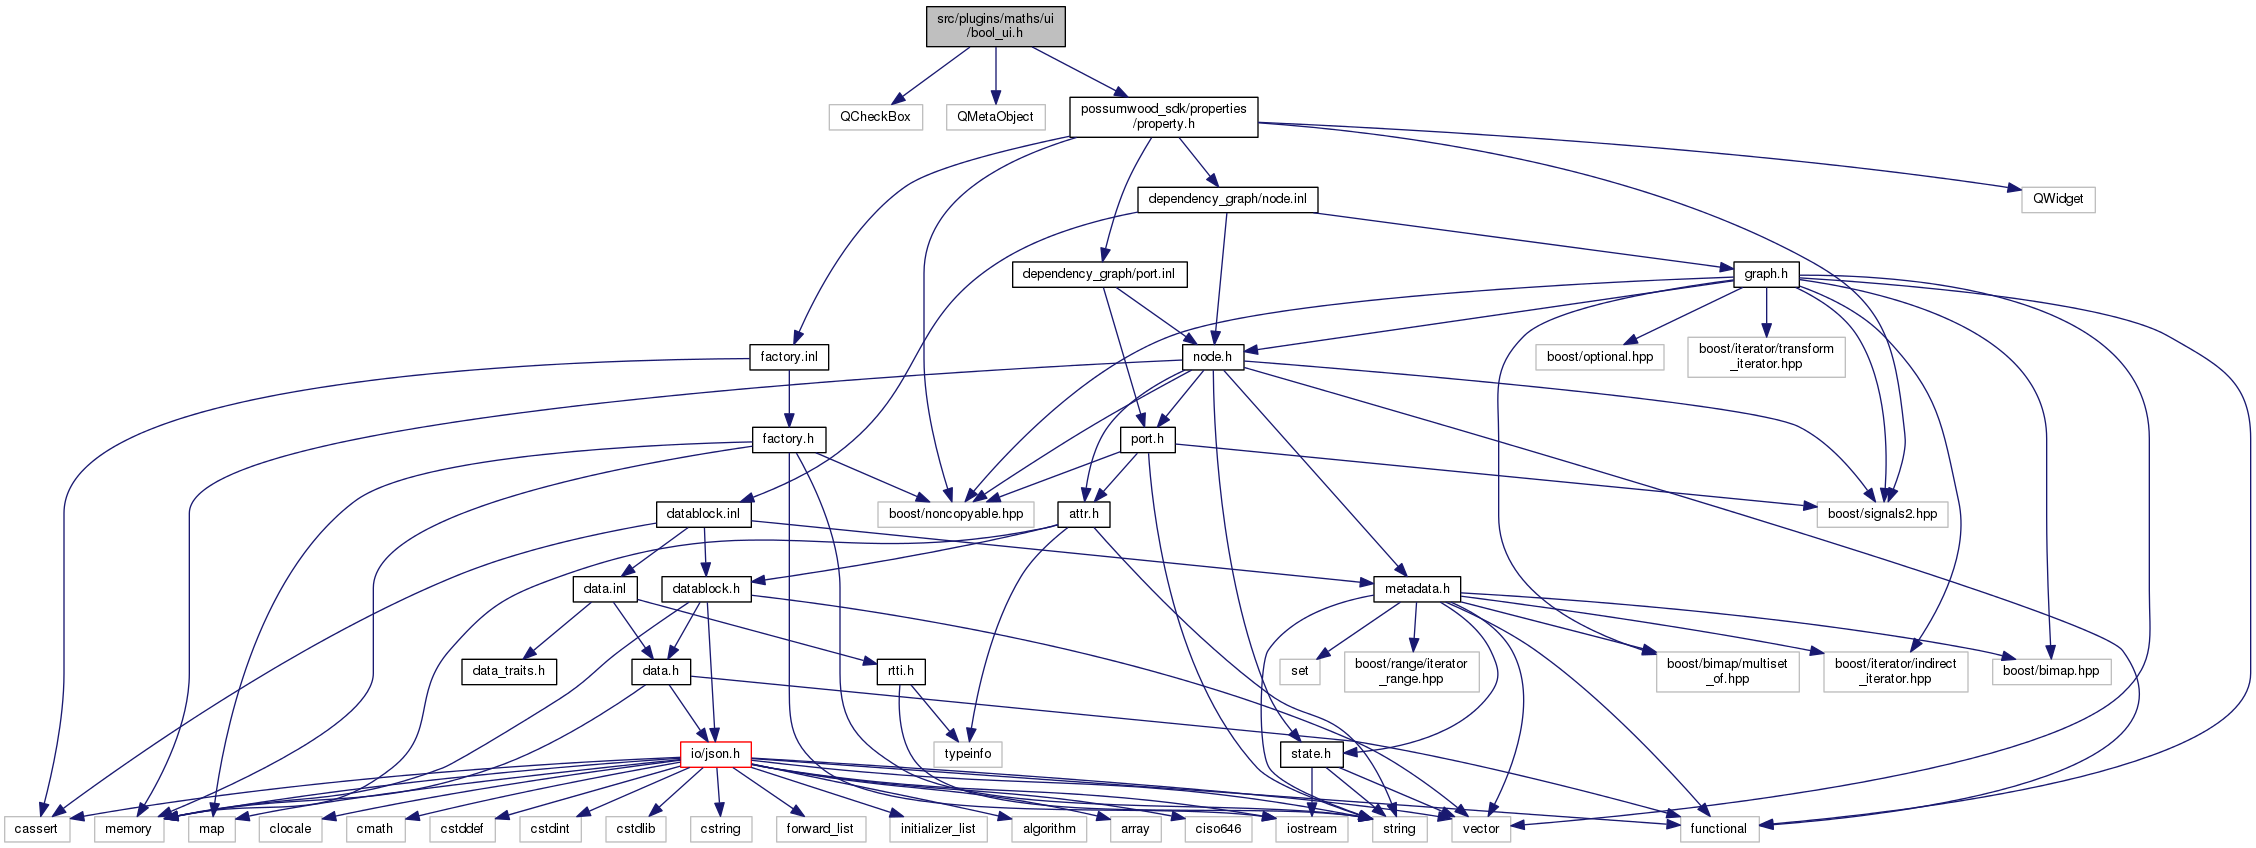 src/plugins/maths/ui
/bool_ui.h
QCheckBox
QMetaObject
possumwood_sdk/properties
/property.h
dependency_graph/node.inl
QWidget
dependency_graph/port.inl
graph.h
factory.inl
node.h
boost/optional.hpp
boost/iterator/transform
_iterator.hpp
factory.h
port.h
datablock.inl
boost/noncopyable.hpp
attr.h
boost/signals2.hpp
data.inl
datablock.h
metadata.h
data_traits.h
data.h
rtti.h
set
boost/range/iterator
_range.hpp
boost/bimap/multiset
_of.hpp
boost/iterator/indirect
_iterator.hpp
boost/bimap.hpp
io/json.h
typeinfo
state.h
cassert
memory
map
clocale
cmath
cstddef
cstdint
cstdlib
cstring
forward_list
initializer_list
algorithm
array
ciso646
iostream
string
vector
functional